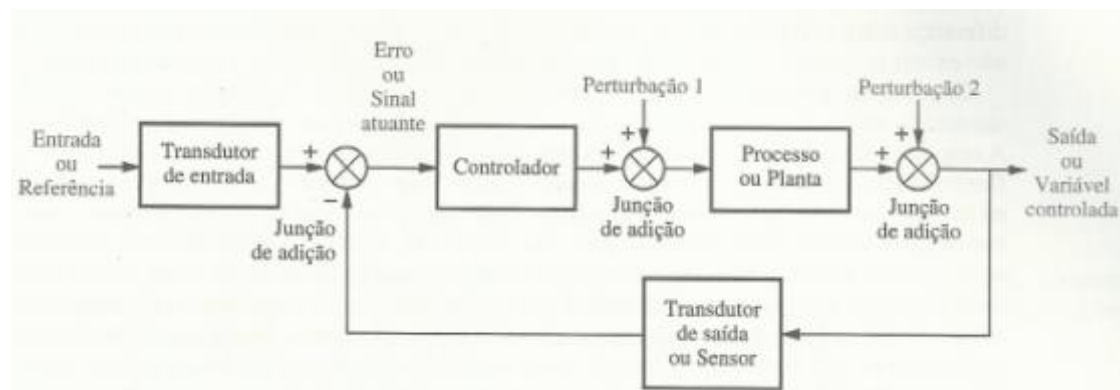 Erro
ou
Sinal
atuante
Perturbação 1
Perturbação 2
Entrada
ou
Referência
Transdutor
de entrada
+
−
Junção
de adição
Controlador
+
+
Junção
de adição
Processo
ou Planta
+
+
Junção
de adição
Saída
ou
Variável
controlada
Transdutor
de saída
ou Sensor